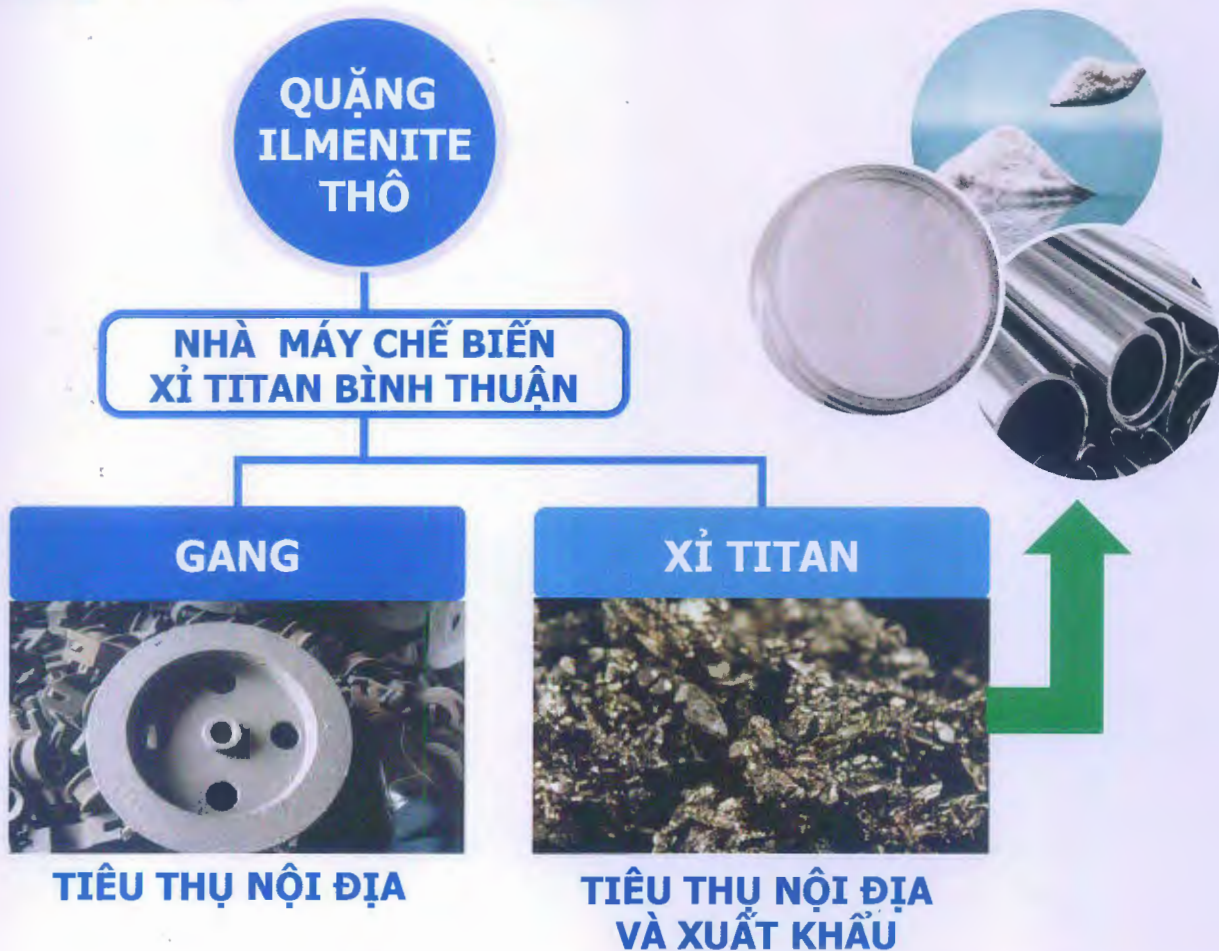 QUẶNG
ILMENITE
THÔ
NHÀ MÁY CHẾ BIẾN
XỈ TITAN BÌNH THUẬN
GANG
XỈ TITAN
TIÊU THỤ NỘI ĐỊA
TIÊU THỤ NỘI ĐỊA
VÀ XUẤT KHẨU